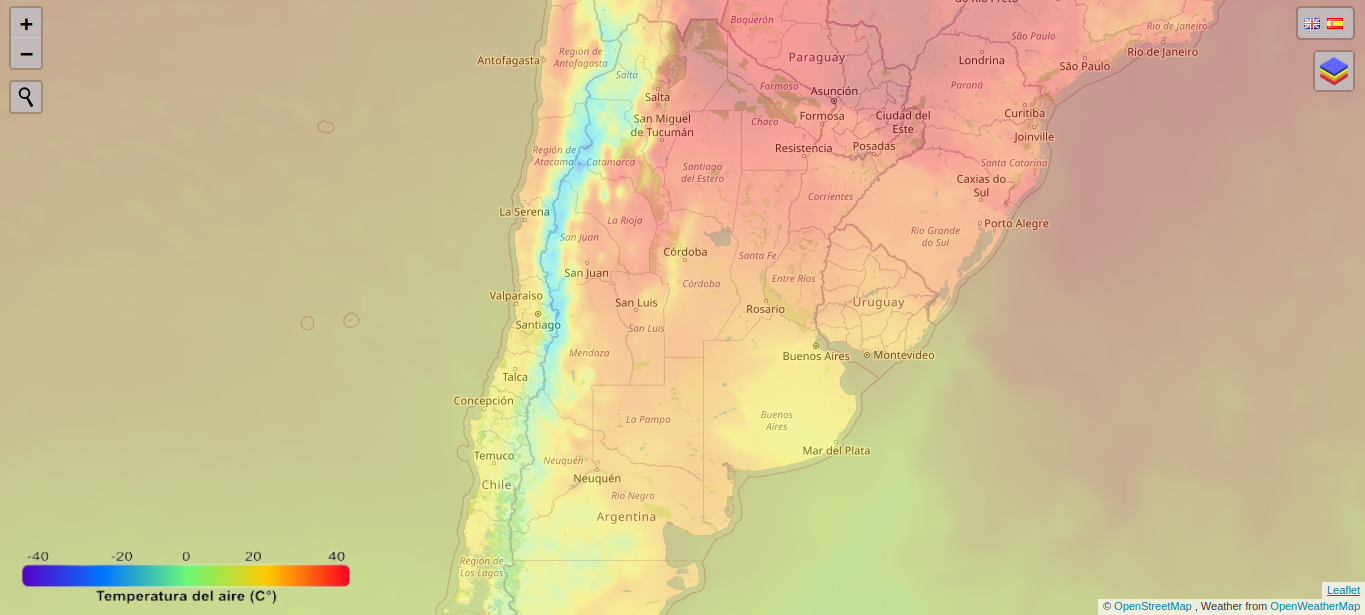 +
−
do Rio Preto
Boquerón
Rio de Janeiro
São Paulo
Rio de Janeiro
Región de
Antofagasta
Antofagasta
Paraguay
Londrina
São Paulo
Salta
Formosa
Paraná
Asunción
Salta
Formosa
Ciudad del
Este
Curitiba
San Miguel
de Tucumán
Chaco
Joinville
Resistencia
Posadas
Región de
Atacama
Catamarca
Santiago
del Estero
Santa Catarina
Caxias do
Sul
Corrientes
La Serena
La Rioja
Porto Alegre
Rio Grande
do Sul
San Juan
Córdoba
Santa Fe
San Juan
Córdoba
Entre Ríos
Valparaíso
San Luis
Rosario
Uruguay
Santiago
San Luis
Mendoza
Buenos Aires
Montevideo
Talca
Concepción
La Pampa
Buenos
Aires
Mar del Plata
Temuco
Neuquén
Neuquén
Chile
Río Negro
Argentina
Región de
Los Lagos
-40 -20 0 20 40
Temperatura del aire (C°)
Leaflet
© OpenStreetMap , Weather from OpenWeatherMap